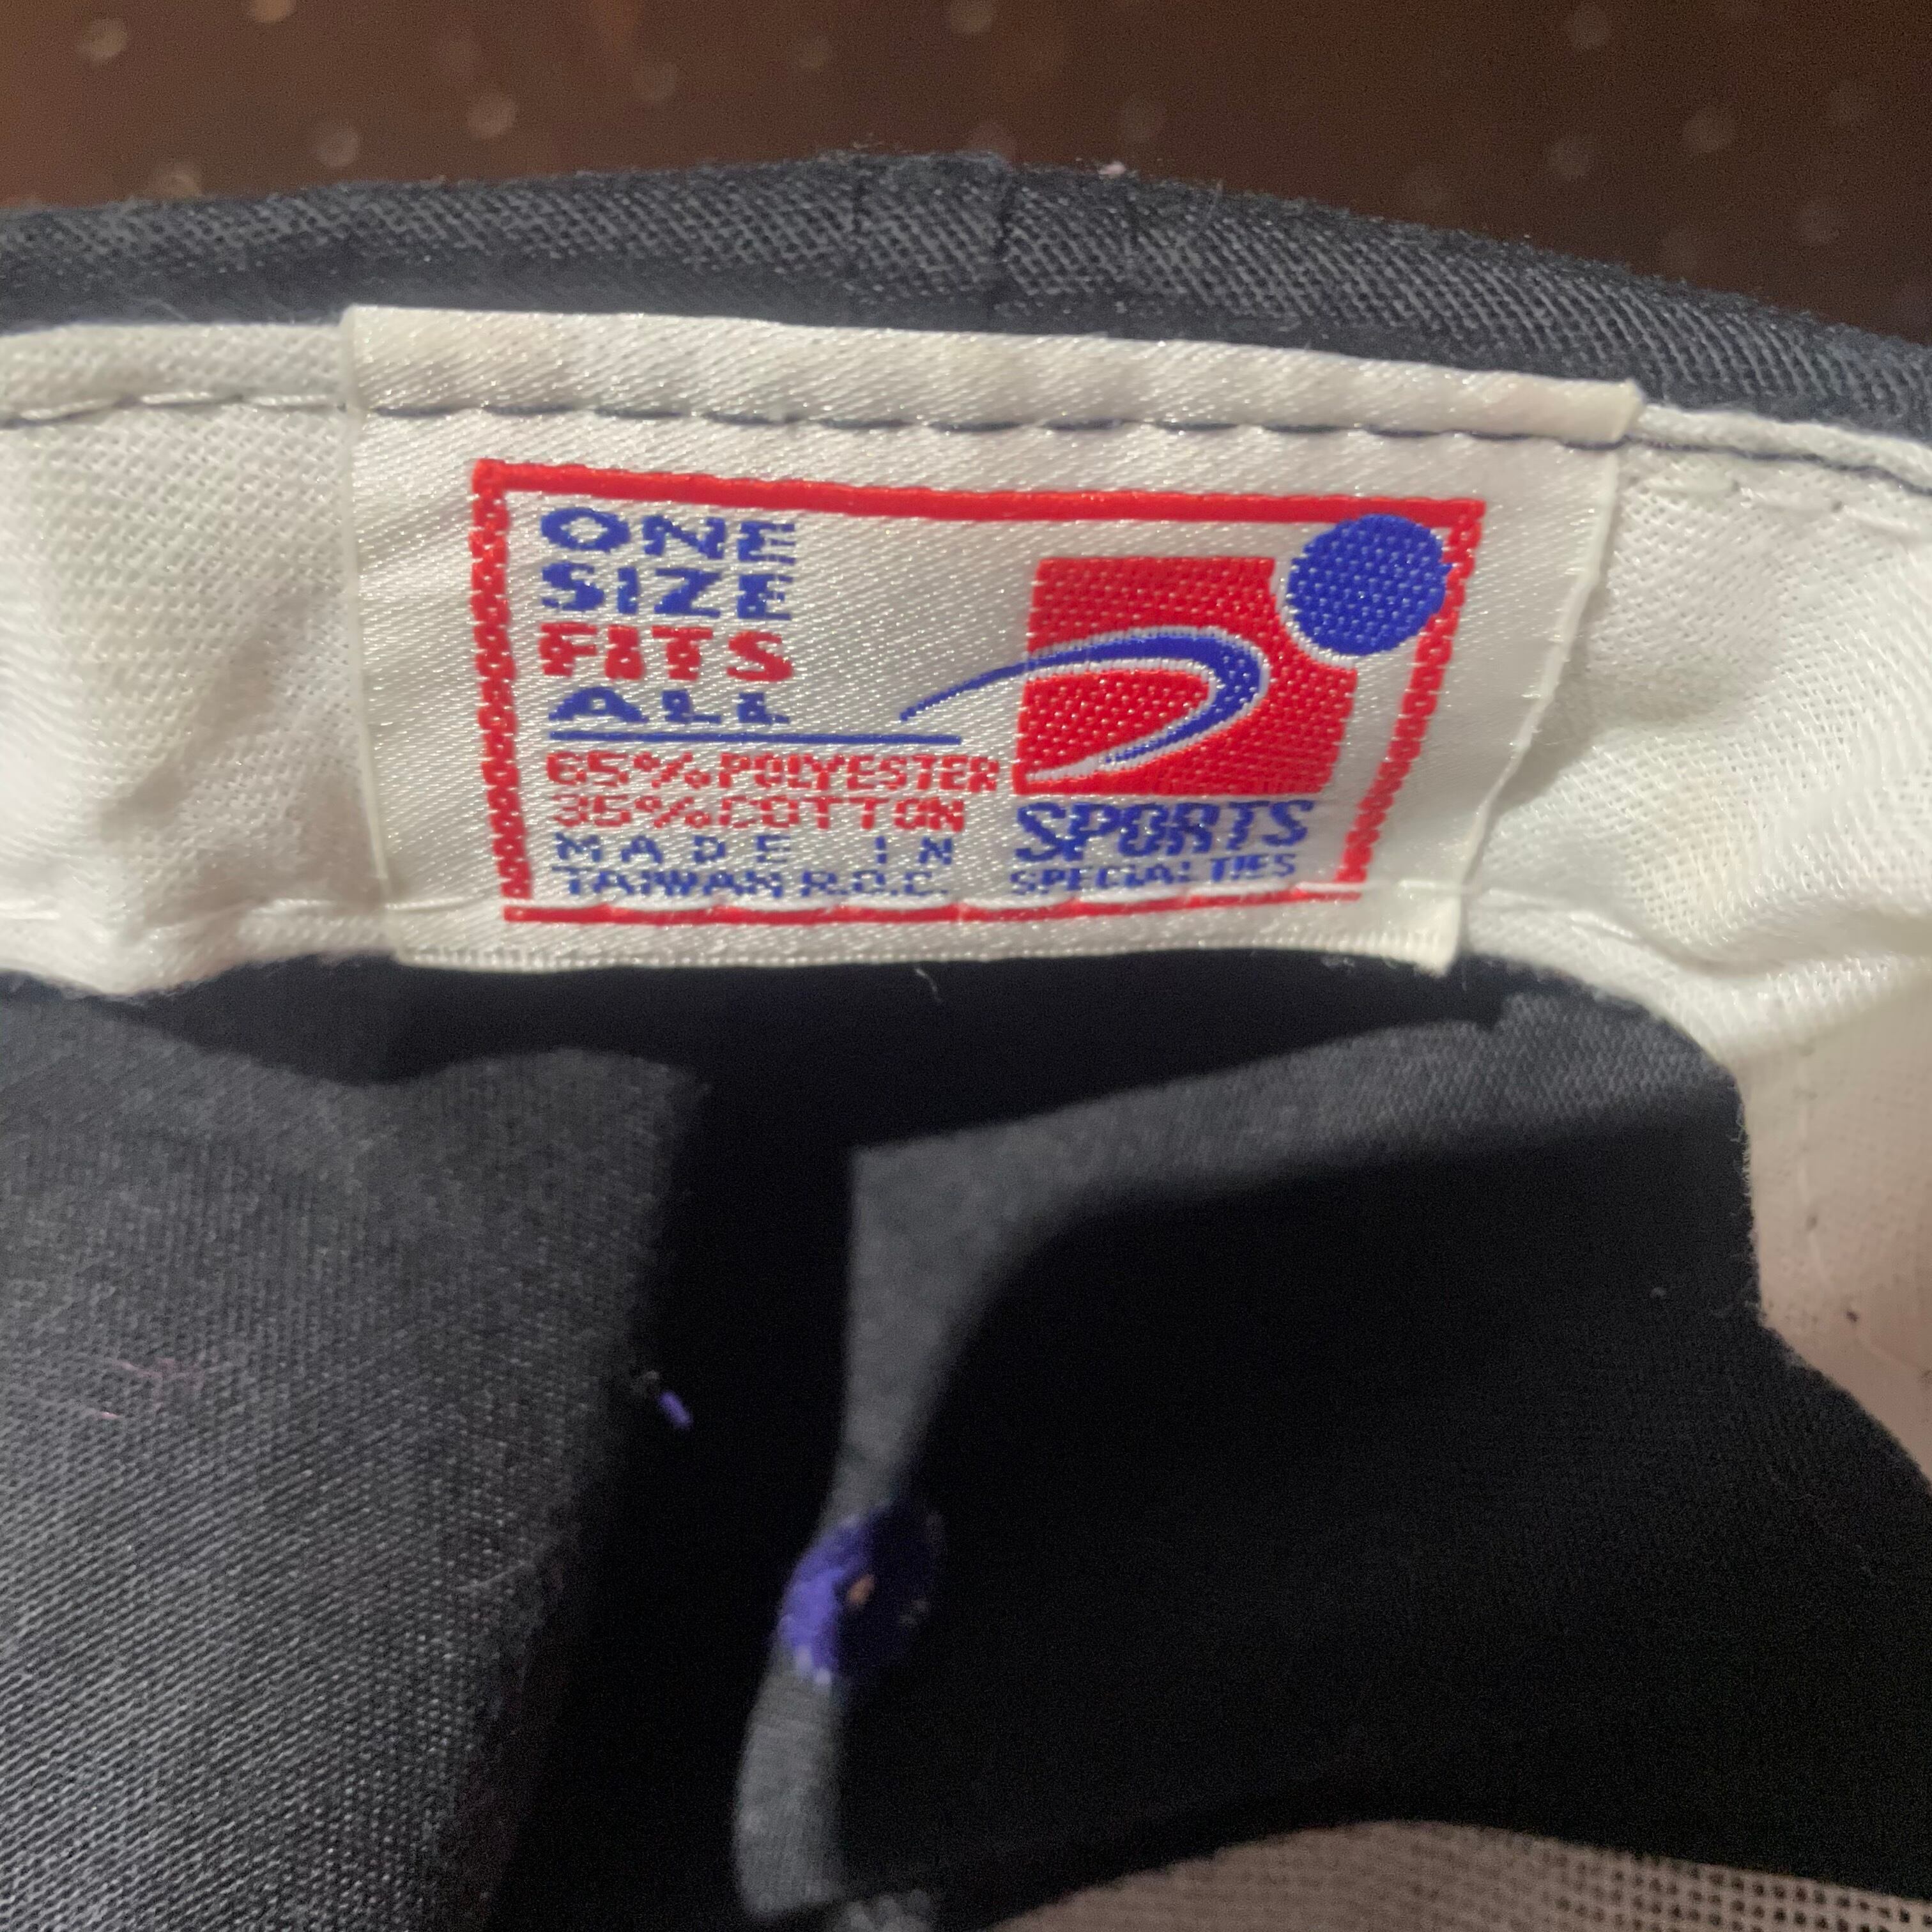 ONE
SIZE
FITS
ALL
65%POLYESTER
35%COTTON
MADE IN
TAIWAN R.O.C.
SPORTS
SPECIALTIES